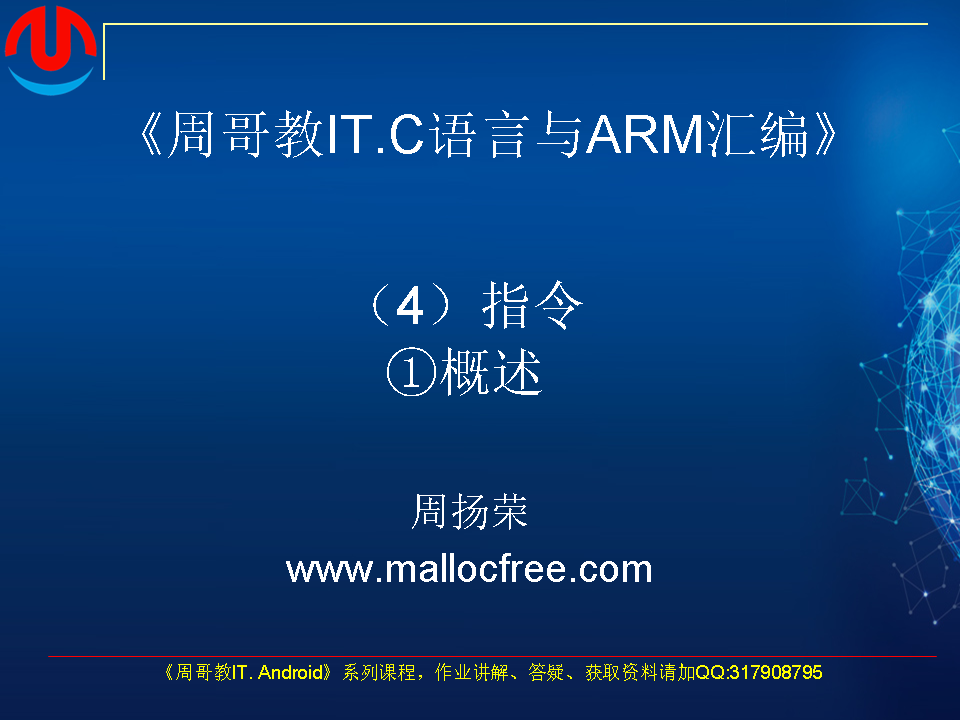 《周哥教IT.C语言与ARM汇编》
（4）指令
①概述
周扬荣
www.mallocfree.com
《周哥教IT. Android》系列课程，作业讲解、答疑、获取资料请加QQ:317908795